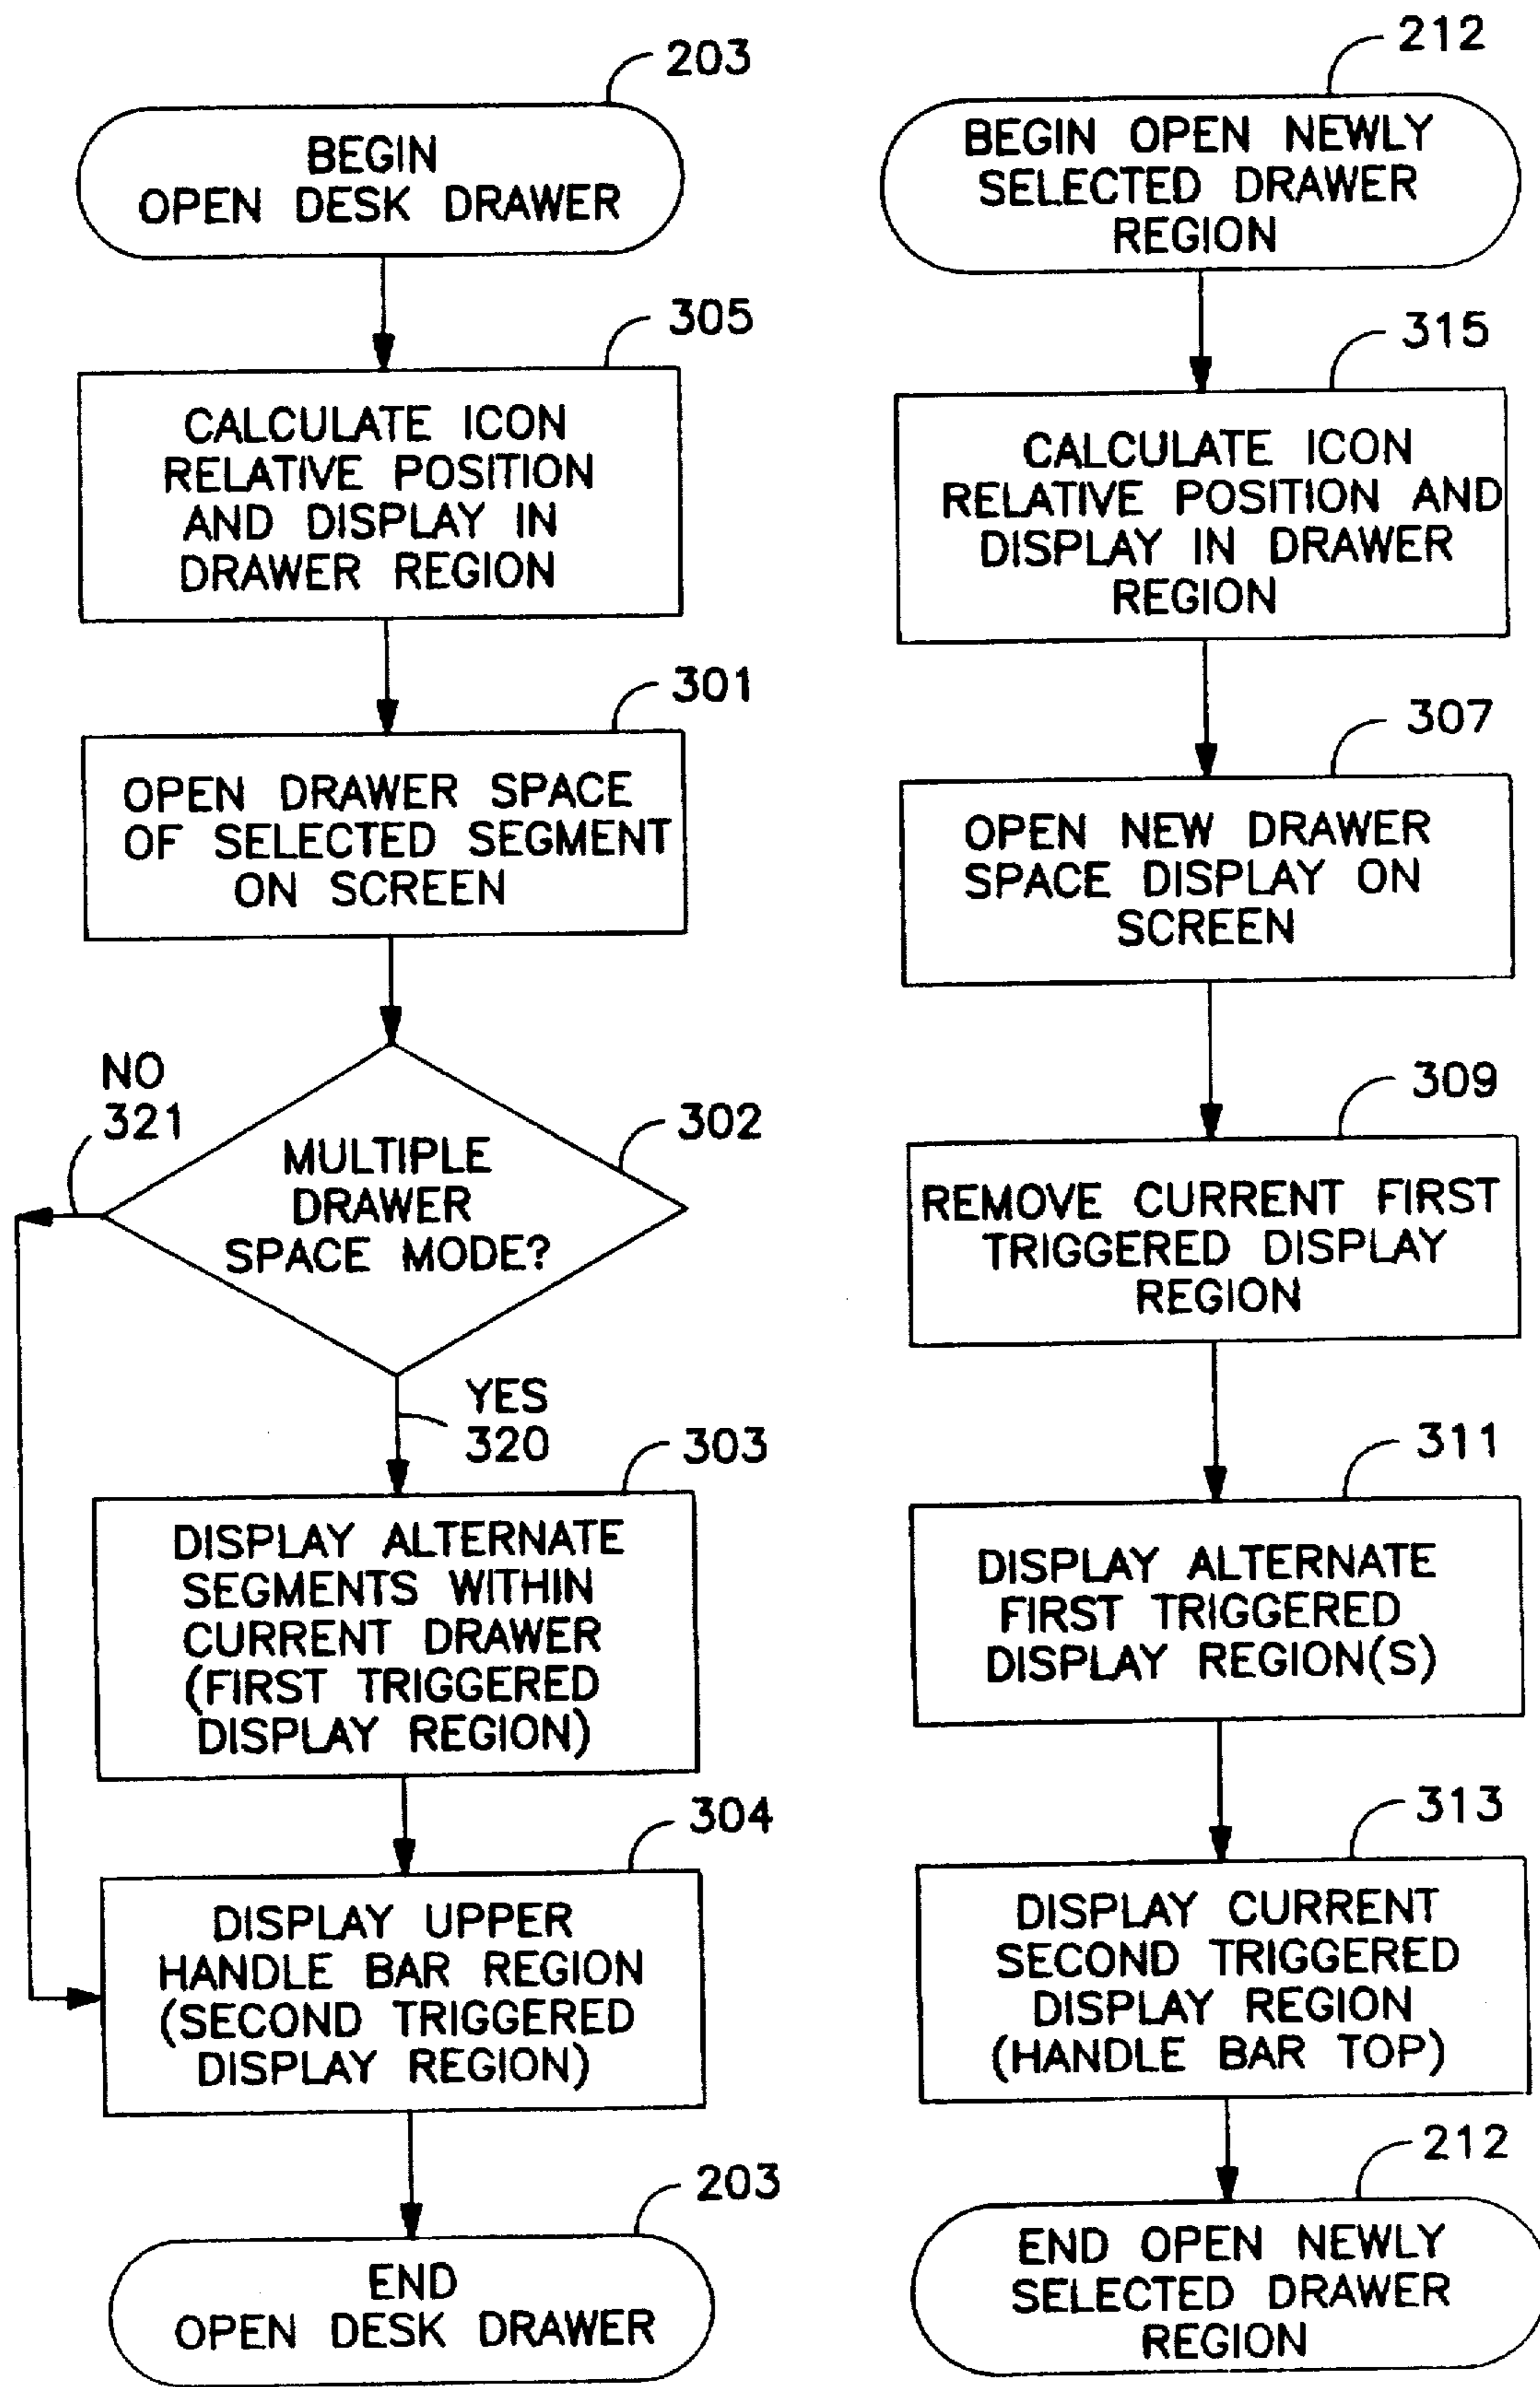 203
BEGIN
OPEN DESK DRAWER
305
CALCULATE ICON
RELATIVE POSITION
AND DISPLAY IN
DRAWER REGION
301
OPEN DRAWER SPACE
OF SELECTED SEGMENT
ON SCREEN
NO
321
302
MULTIPLE
DRAWER
SPACE MODE?
YES
320
303
DISPLAY ALTERNATE
SEGMENTS WITHIN
CURRENT DRAWER
(FIRST TRIGGERED
DISPLAY REGION)
304
DISPLAY UPPER
HANDLE BAR REGION
(SECOND TRIGGERED
DISPLAY REGION)
203
END
OPEN DESK DRAWER
212
BEGIN OPEN NEWLY
SELECTED DRAWER
REGION
315
CALCULATE ICON
RELATIVE POSITION AND
DISPLAY IN DRAWER
REGION
307
OPEN NEW DRAWER
SPACE DISPLAY ON
SCREEN
309
REMOVE CURRENT FIRST
TRIGGERED DISPLAY
REGION
311
DISPLAY ALTERNATE
FIRST TRIGGERED
DISPLAY REGION(S)
313
DISPLAY CURRENT
SECOND TRIGGERED
DISPLAY REGION
(HANDLE BAR TOP)
212
END OPEN NEWLY
SELECTED DRAWER
REGION